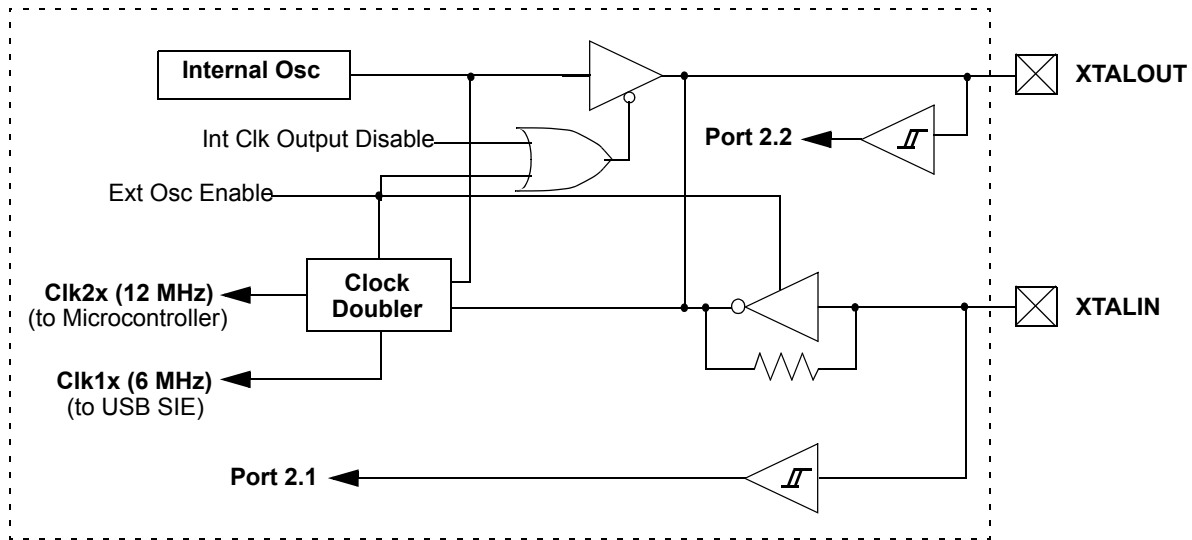 Internal Osc
XTALOUT
Int Clk Output Disable
Port 2.2
Ext Osc Enable
Clock
Doubler
Clk2x (12 MHz)
(to Microcontroller)
XTALIN
Clk1x (6 MHz)
(to USB SIE)
Port 2.1